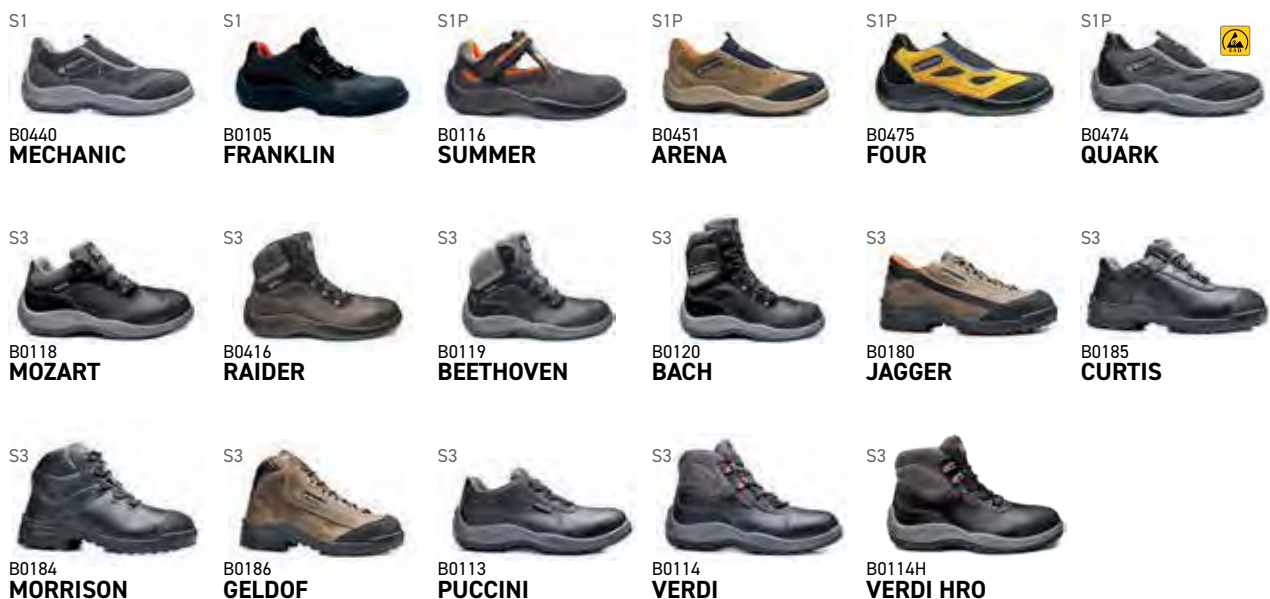 S1
B0440
MECHANIC
S1
B0105
FRANKLIN
S1P
B0116
SUMMER
S1P
B0451
ARENA
S1P
B0475
FOUR
S1P
ESD
B0474
QUARK
S3
B0118
MOZART
S3
B0416
RAIDER
S3
B0119
BEETHOVEN
S3
B0120
BACH
S3
B0180
JAGGER
S3
B0185
CURTIS
S3
B0184
MORRISON
S3
B0186
GELDOF
S3
B0113
PUCCINI
S3
B0114
VERDI
S3
B0114H
VERDI HRO